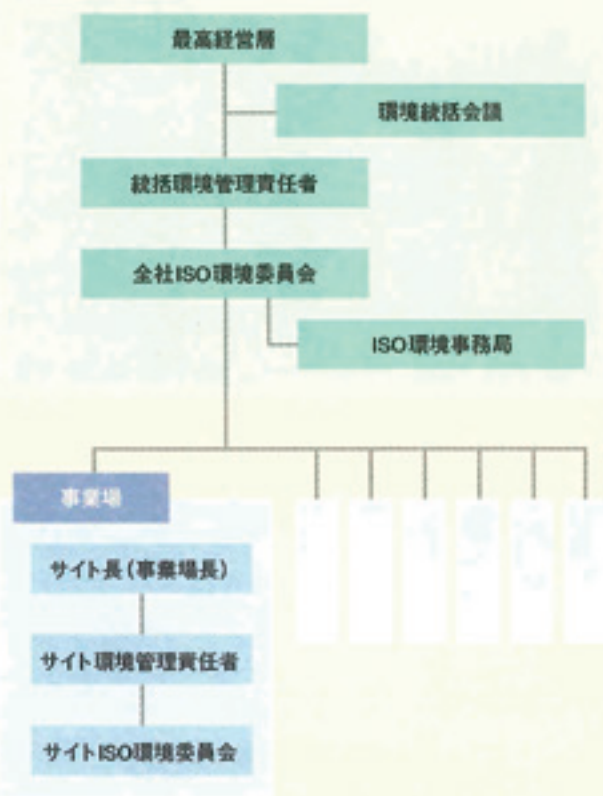 最高経営層
環境統括会議
統括環境管理責任者
全社ISO環境委員会
ISO環境事務局
事業場
サイト長(事業場長)
サイト環境管理責任者
サイトISO環境委員会